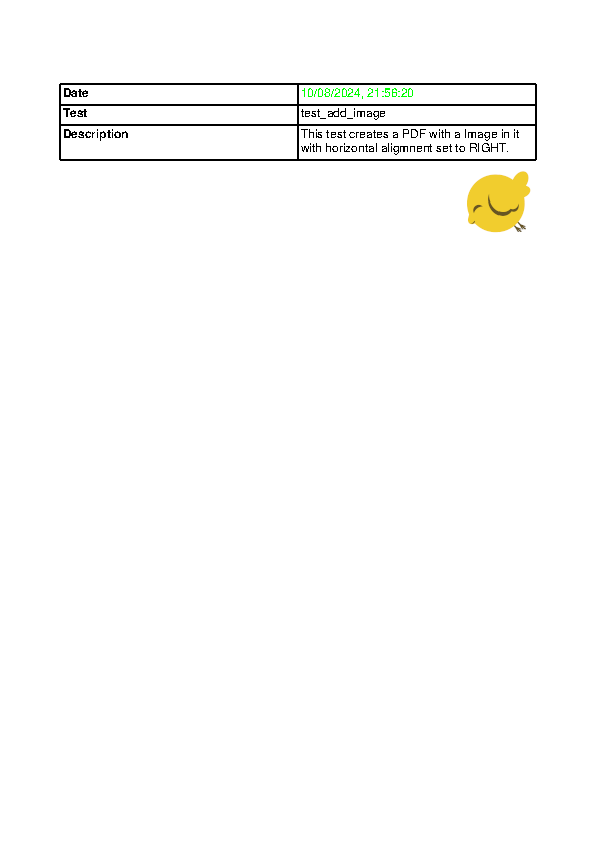 Date 10/08/2024, 21:56:20
Test test_add_image
Description This test creates a PDF with a Image in it
with horizontal aligmnent set to RIGHT.